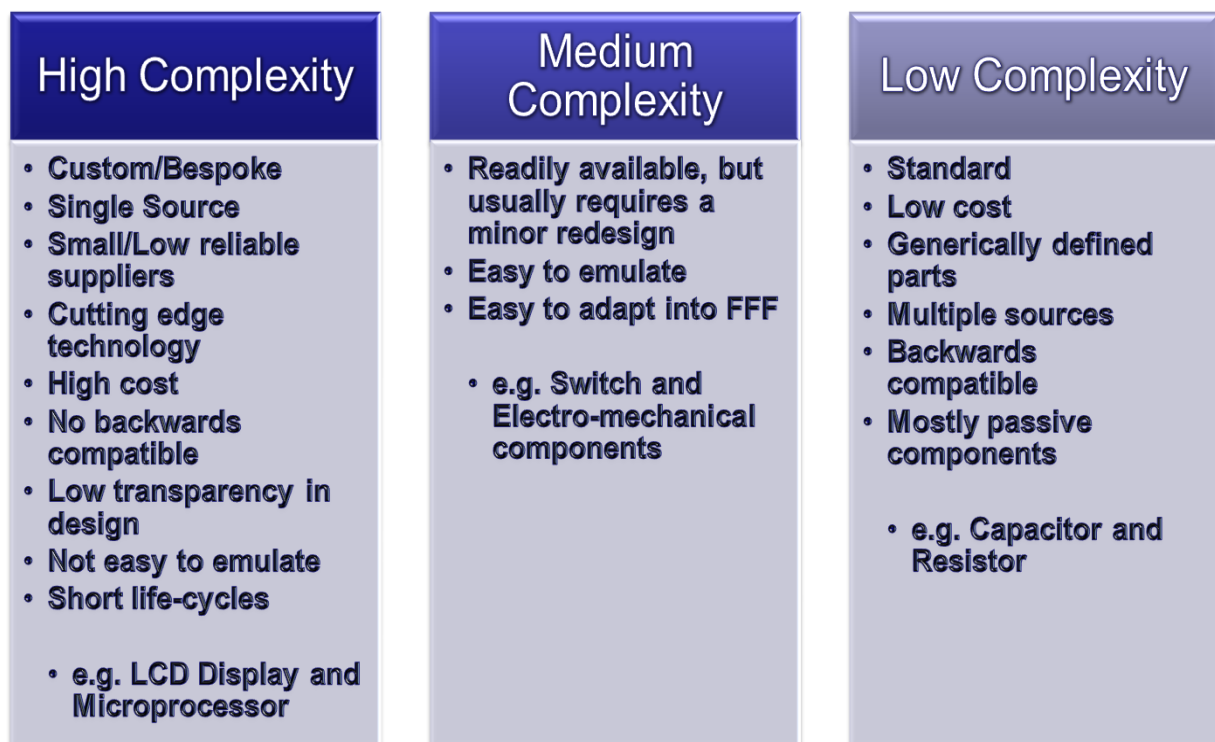 High Complexity
• Custom/Bespoke
• Single Source
• Small/Low reliable
suppliers
• Cutting edge
technology
• High cost
• No backwards
compatible
• Low transparency in
design
• Not easy to emulate
• Short life-cycles
• e.g. LCD Display and
Microprocessor
Medium
Complexity
• Readily available, but
usually requires a
minor redesign
• Easy to emulate
• Easy to adapt into FFF
• e.g. Switch and
Electro-mechanical
components
Low Complexity
• Standard
• Low cost
• Generically defined
parts
• Multiple sources
• Backwards
compatible
• Mostly passive
components
• e.g. Capacitor and
Resistor